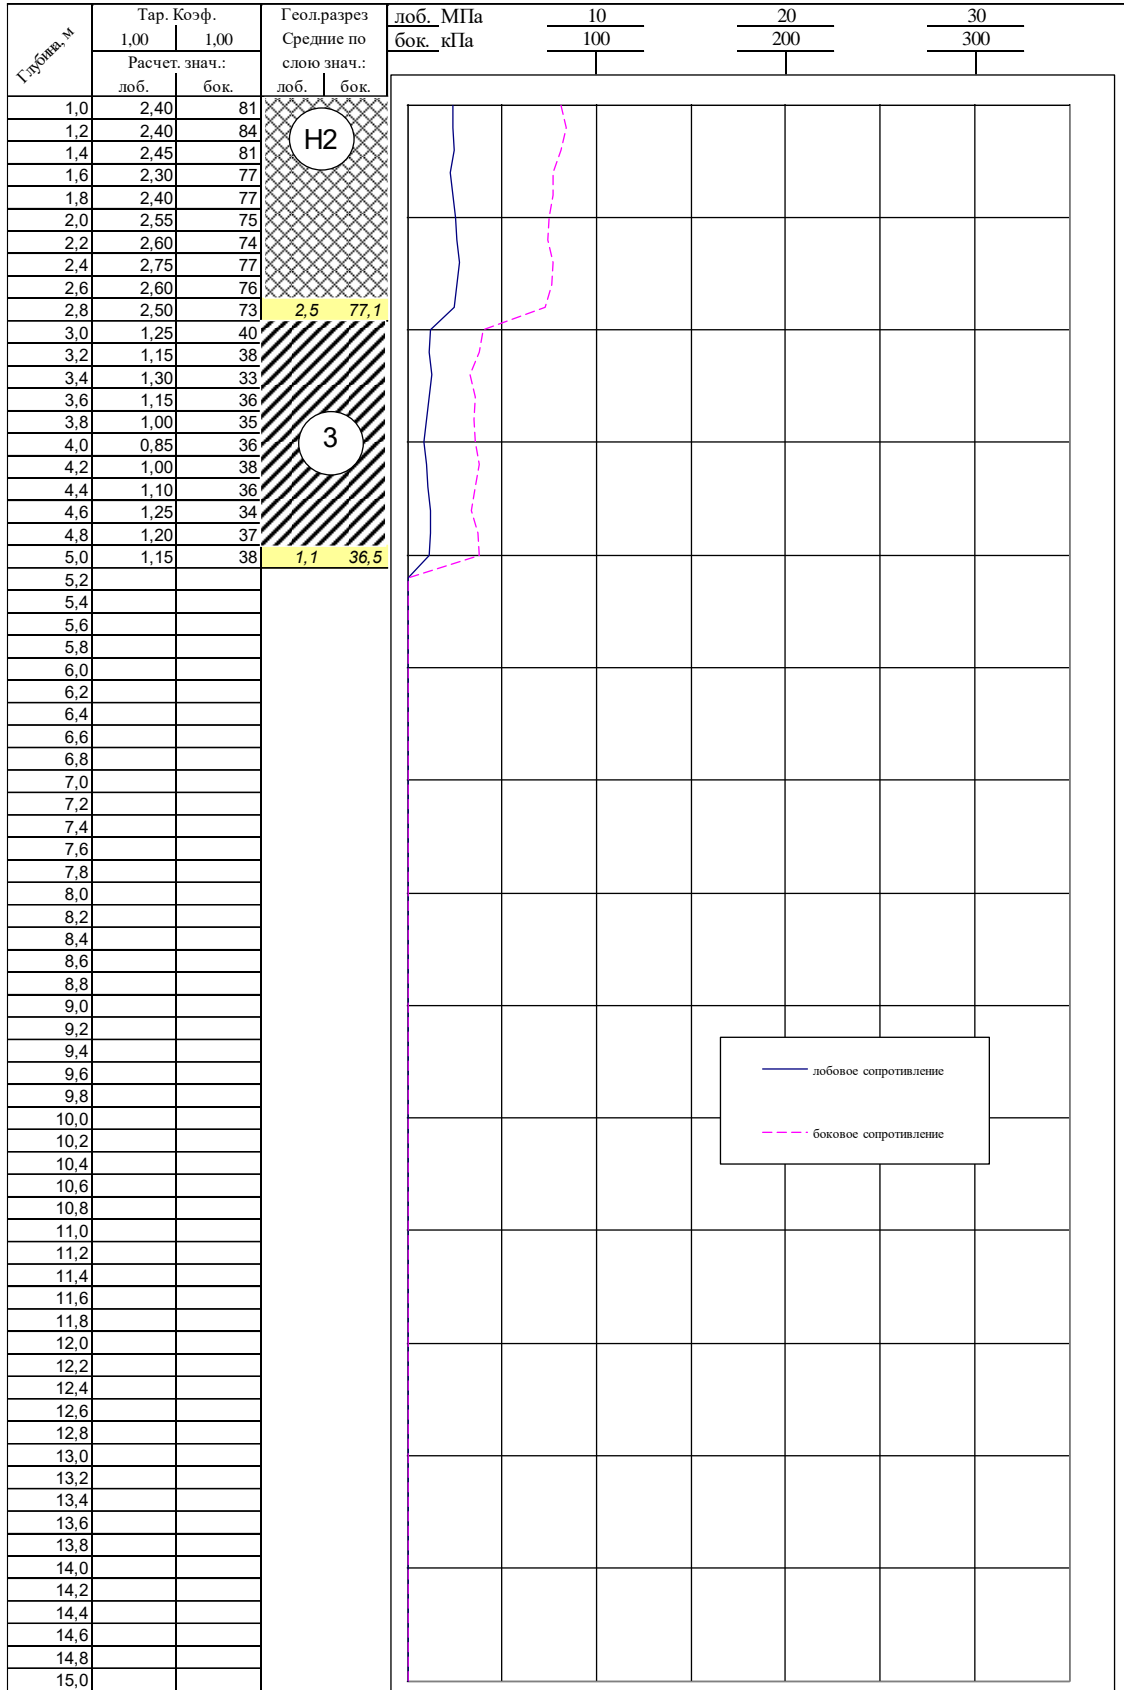 Глубина, м Тар. Коэф. Геол.разрез лоб. МПа 10 20 30
1,00 1,00 Средние по бок. кПа 100 200 300
Расчет. знач.: слою знач.:
лоб. бок. лоб. бок.
1,0 2,40 81
1,2 2,40 84
Н2
1,4 2,45 81
1,6 2,30 77
1,8 2,40 77
2,0 2,55 75
2,2 2,60 74
2,4 2,75 77
2,6 2,60 76
2,8 2,50 73 2,5 77,1
3,0 1,25 40
3,2 1,15 38
3,4 1,30 33
3,6 1,15 36
3,8 1,00 35
3
4,0 0,85 36
4,2 1,00 38
4,4 1,10 36
4,6 1,25 34
4,8 1,20 37
5,0 1,15 38 1,1 36,5
5,2
5,4
5,6
5,8
6,0
6,2
6,4
6,6
6,8
7,0
7,2
7,4
7,6
7,8
8,0
8,2
8,4
8,6
8,8
9,0
9,2
9,4
9,6
лобовое сопротивление
9,8
10,0
10,2
боковое сопротивление
10,4
10,6
10,8
11,0
11,2
11,4
11,6
11,8
12,0
12,2
12,4
12,6
12,8
13,0
13,2
13,4
13,6
13,8
14,0
14,2
14,4
14,6
14,8
15,0